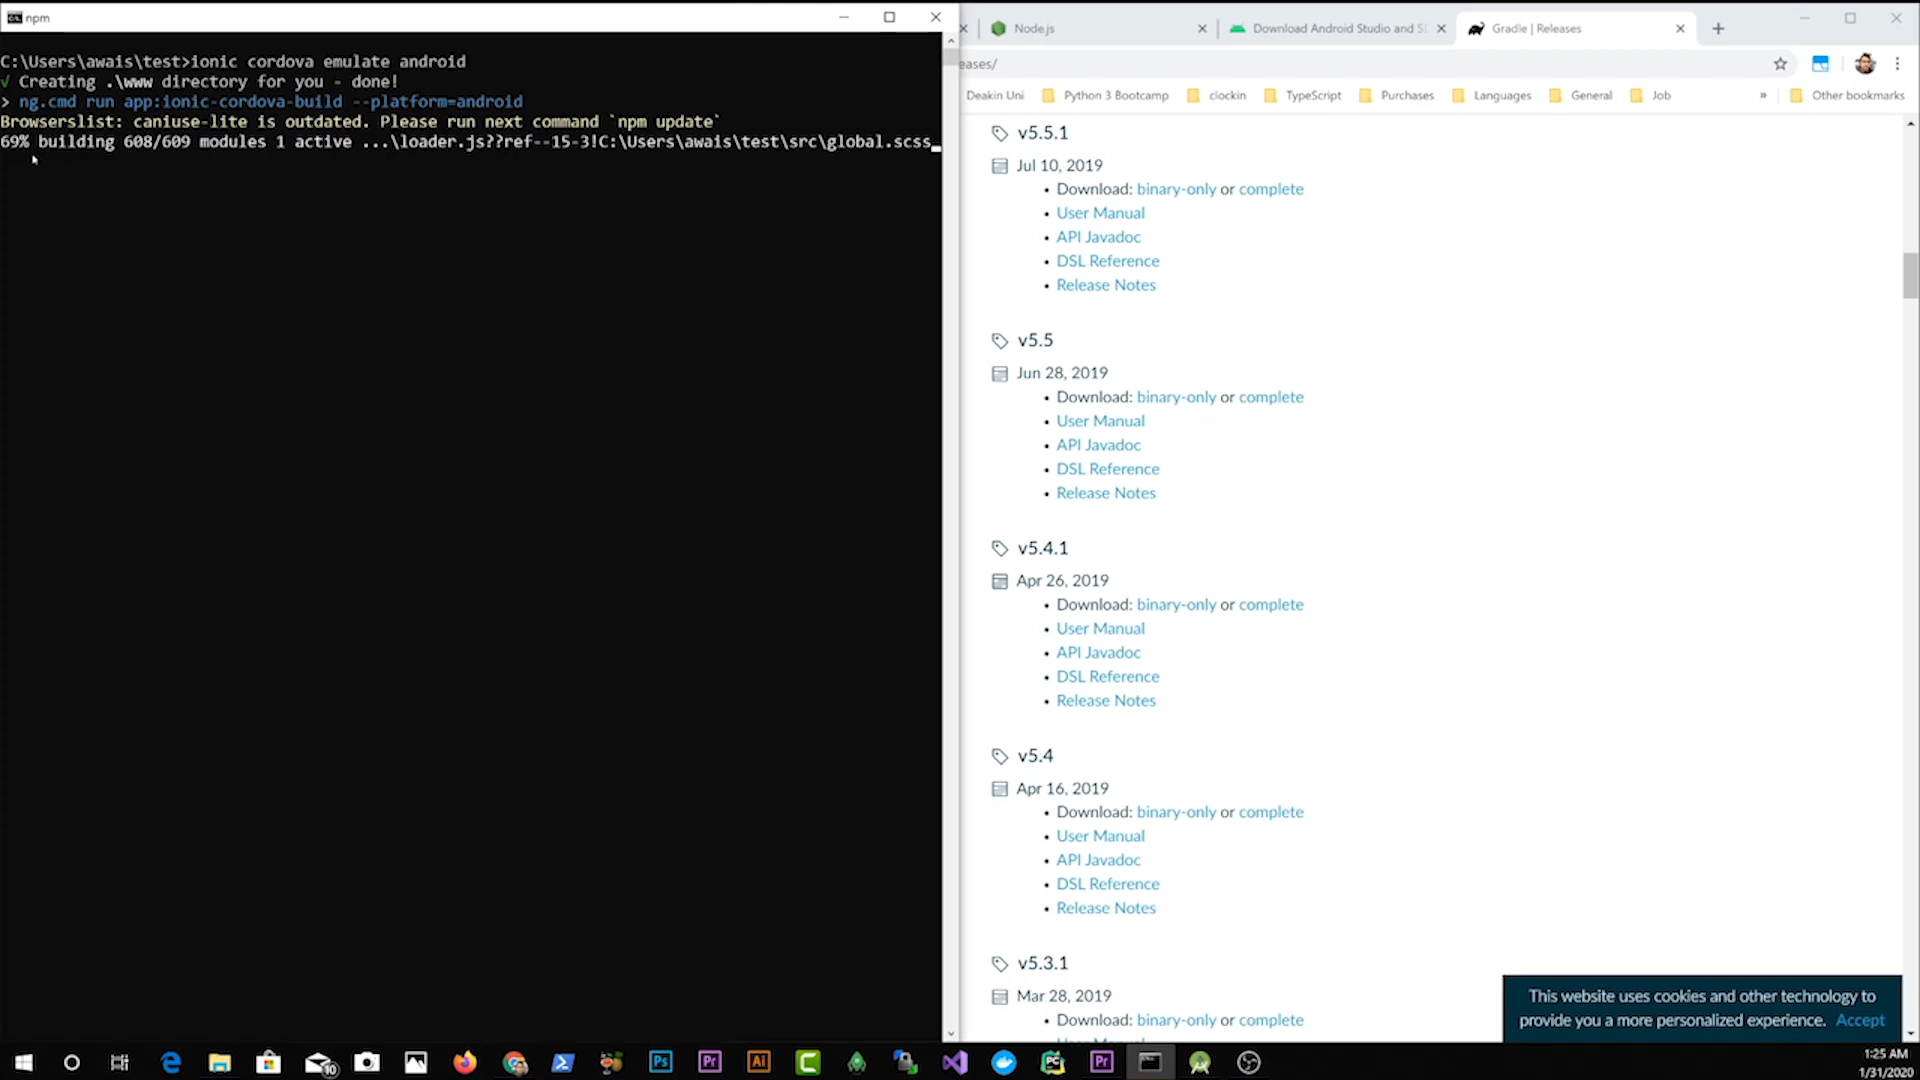 npm
C:\Users\awais\test>ionic cordova emulate android
√ Creating .\www directory for you - done!
> ng.cmd run app:ionic-cordova-build --platform=android
Browserslist: caniuse-lite is outdated. Please run next command `npm update`
69% building 608/609 modules 1 active ...\loader.js??ref--15-3!C:\Users\awais\test\src\global.scss
Node.js
Download Android Studio and S
Gradle | Releases
eases/
Deakin Uni
Python 3 Bootcamp
clockin
TypeScript
Purchases
Languages
General
Job
»
Other bookmarks
v5.5.1
Jul 10, 2019
• Download: binary-only or complete
• User Manual
• API Javadoc
• DSL Reference
• Release Notes
v5.5
Jun 28, 2019
• Download: binary-only or complete
• User Manual
• API Javadoc
• DSL Reference
• Release Notes
v5.4.1
Apr 26, 2019
• Download: binary-only or complete
• User Manual
• API Javadoc
• DSL Reference
• Release Notes
v5.4
Apr 16, 2019
• Download: binary-only or complete
• User Manual
• API Javadoc
• DSL Reference
• Release Notes
v5.3.1
Mar 28, 2019
• Download: binary-only or complete
This website uses cookies and other technology to
provide you a more personalized experience. Accept
10
Ps
Pr
Ai
C
PC
Pr
1:25 AM
1/31/2020